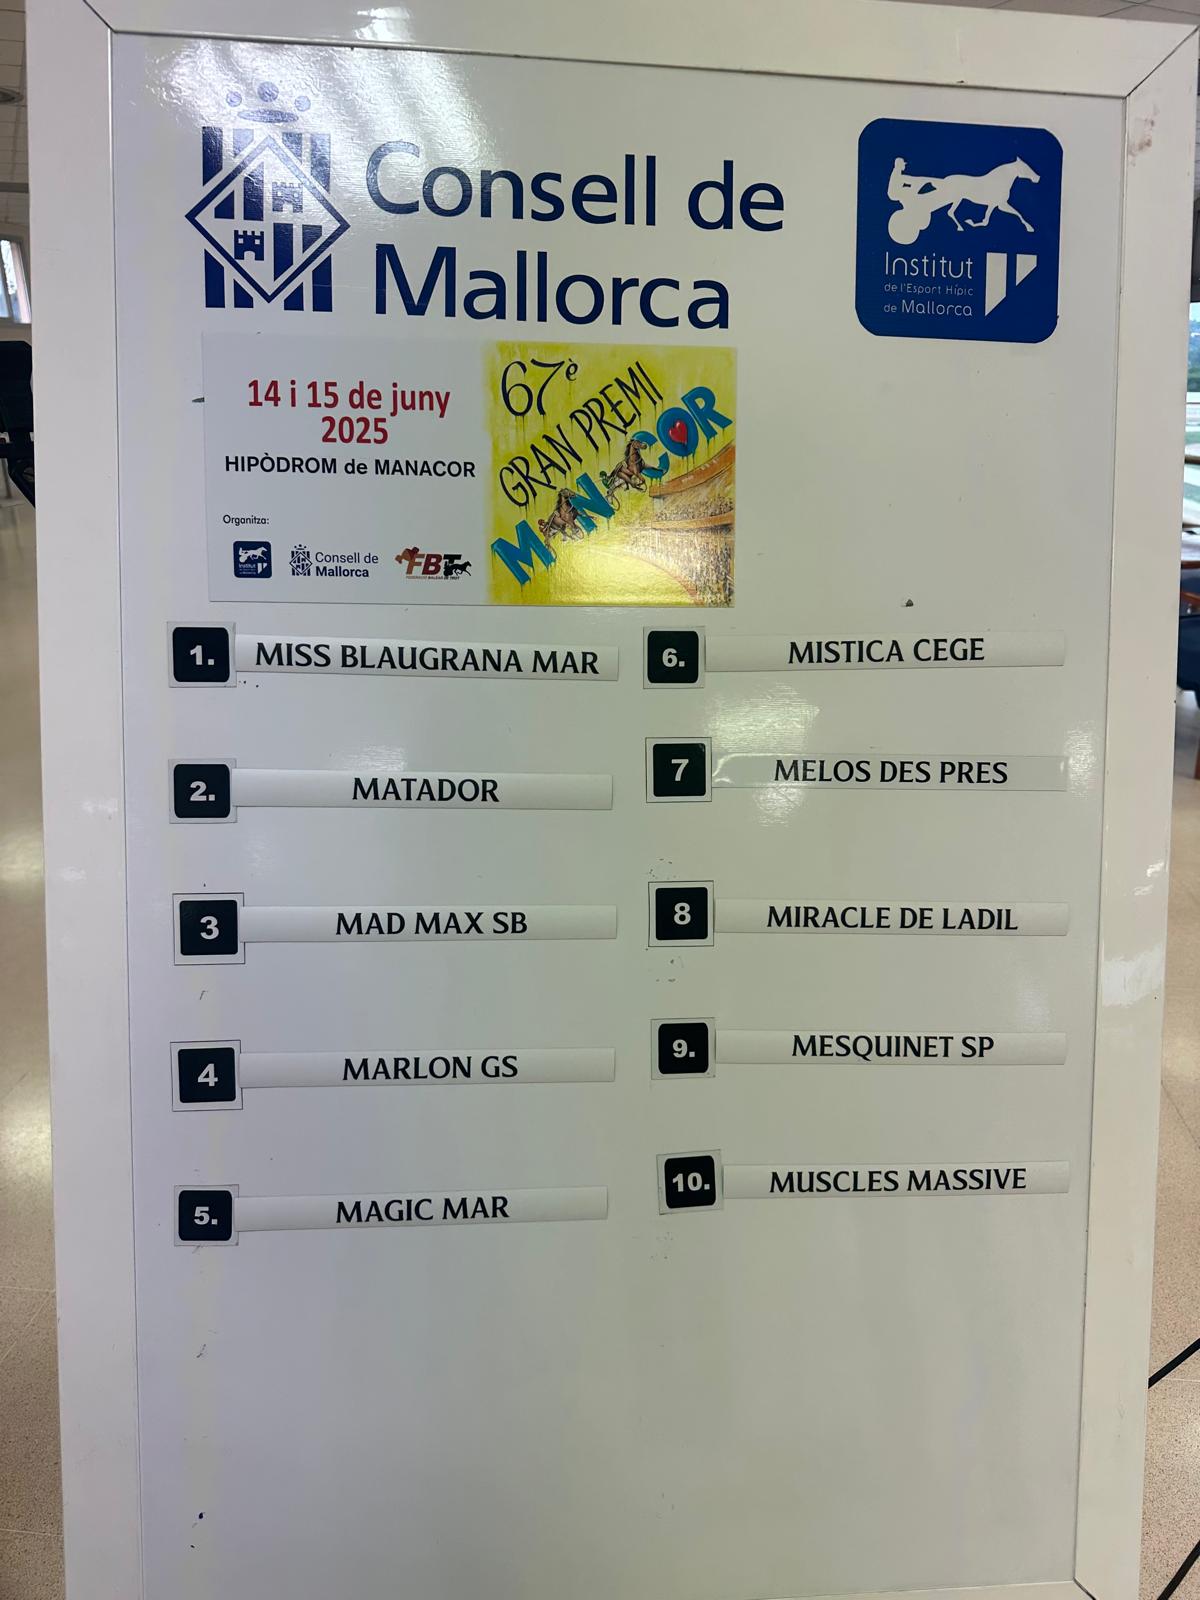 Consell de
Mallorca
Institut
de l'Esport Hípic
de Mallorca
14 i 15 de juny
2025
HIPÒDROM de MANACOR
Organitza:
Consell de
Mallorca
FBT
67è
GRAN PREMI
MANACOR
1. MISS BLAUGRANA MAR
2. MATADOR
3 MAD MAX SB
4 MARLON GS
5. MAGIC MAR
6. MISTICA CEGE
7 MELOS DES PRES
8 MIRACLE DE LADIL
9. MESQUINET SP
10. MUSCLES MASSIVE